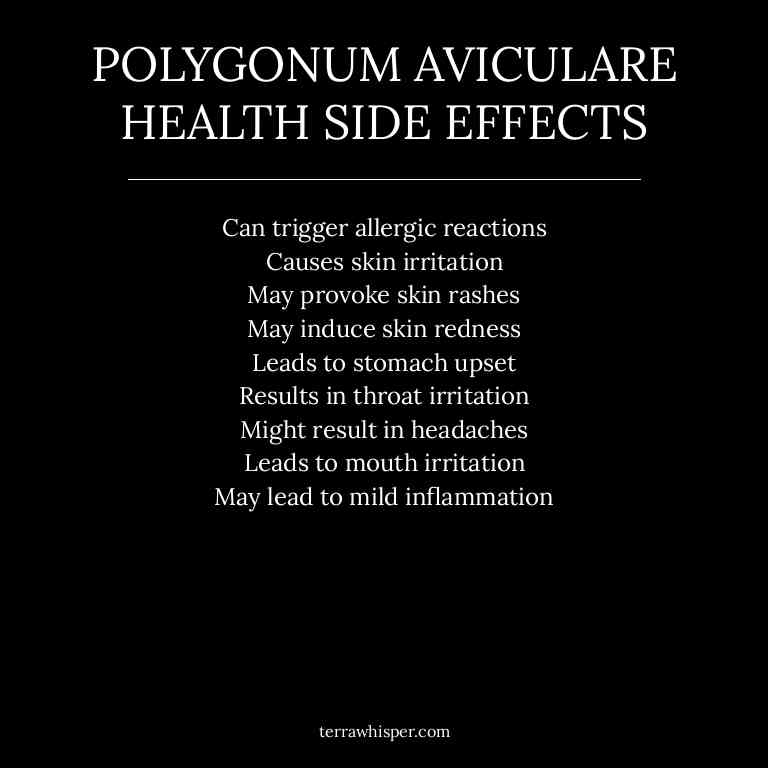 POLYGONUM AVICULARE
HEALTH SIDE EFFECTS
Can trigger allergic reactions
Causes skin irritation
May provoke skin rashes
May induce skin redness
Leads to stomach upset
Results in throat irritation
Might result in headaches
Leads to mouth irritation
May lead to mild inflammation
terrawhisper.com